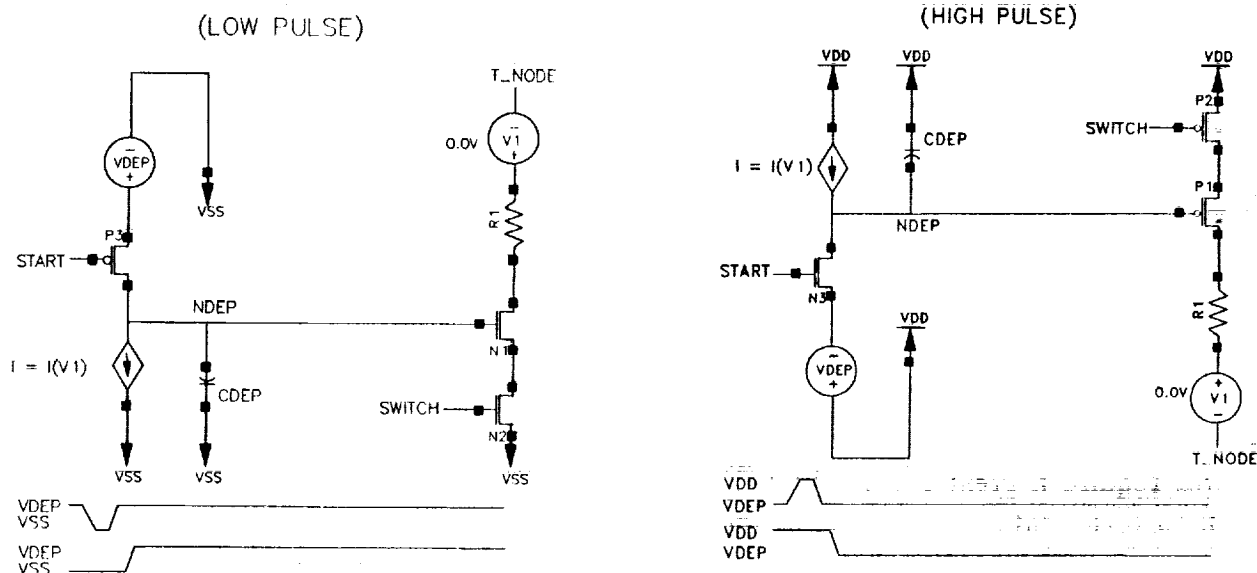 (LOW PULSE)
T_NODE
VDEP
0.0V
V1
VSS
R1
P3
START
NDEP
N1
I = I(V1)
CDEP
SWITCH
N2
VSS
VSS
VSS
VDEP
VSS
VDEP
VSS
(HIGH PULSE)
VDD
VDD
VDD
P2
SWITCH
CDEP
I = I(V1)
P1
NDEP
START
N3
VDD
R1
VDEP
0.0V
V1
T_NODE
VDD
VDEP
VDD
VDEP